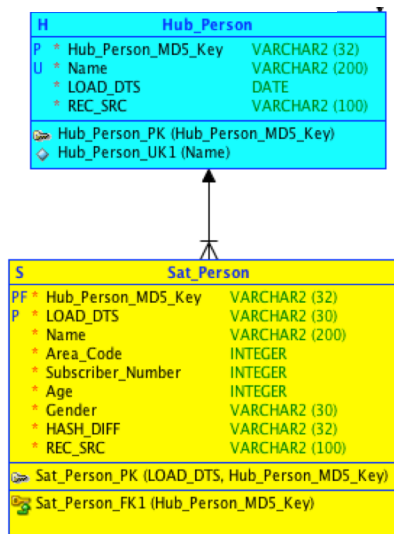 H Hub_Person
P * Hub_Person_MD5_Key VARCHAR2 (32)
U * Name VARCHAR2 (200)
* LOAD_DTS DATE
* REC_SRC VARCHAR2 (100)
Hub_Person_PK (Hub_Person_MD5_Key)
Hub_Person_UK1 (Name)
S Sat_Person
PF * Hub_Person_MD5_Key VARCHAR2 (32)
P * LOAD_DTS VARCHAR2 (30)
* Name VARCHAR2 (200)
* Area_Code INTEGER
* Subscriber_Number INTEGER
* Age INTEGER
* Gender VARCHAR2 (30)
* HASH_DIFF VARCHAR2 (32)
* REC_SRC VARCHAR2 (100)
Sat_Person_PK (LOAD_DTS, Hub_Person_MD5_Key)
Sat_Person_FK1 (Hub_Person_MD5_Key)